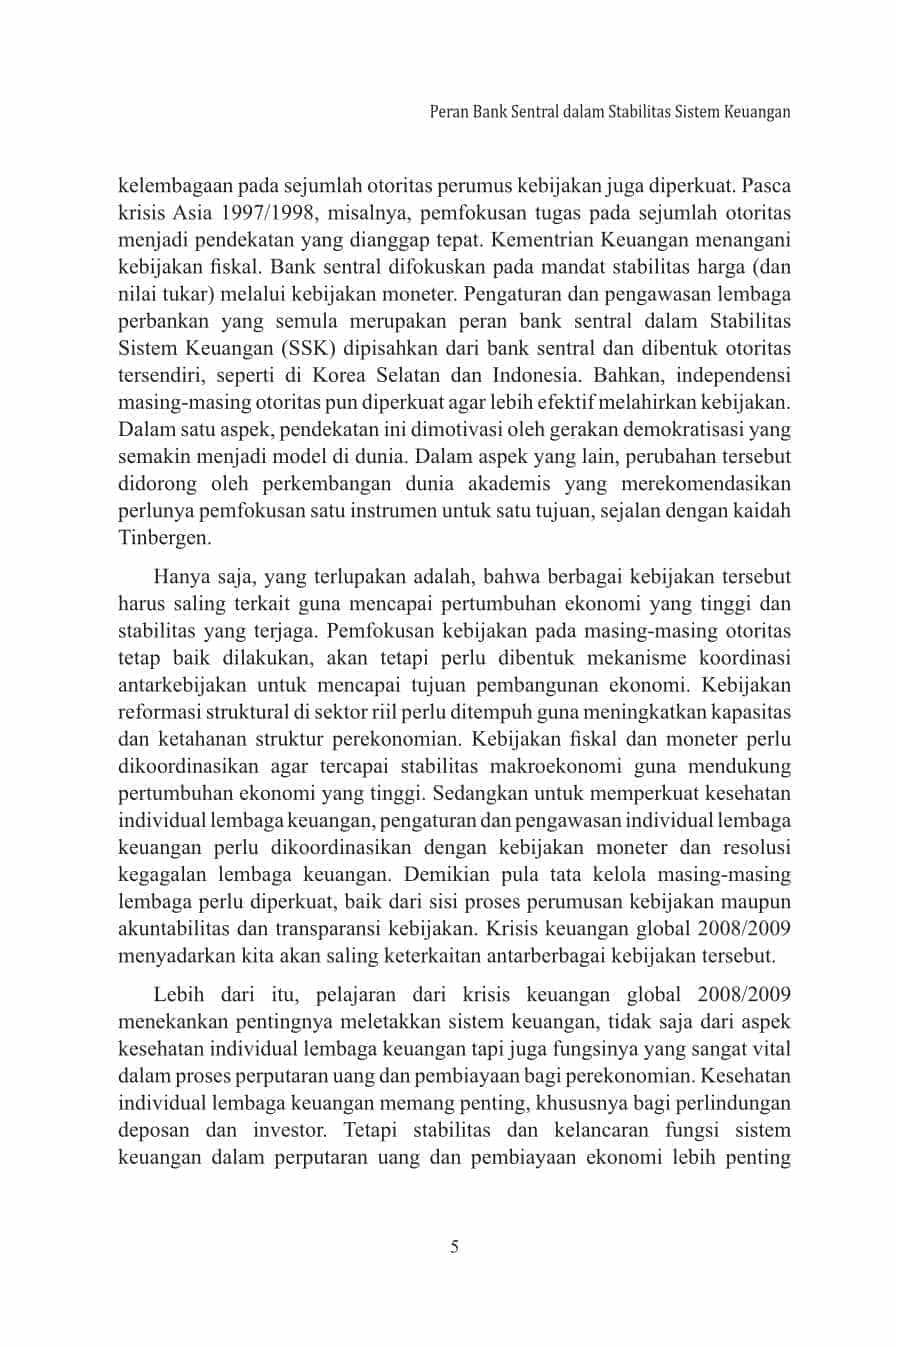 Peran Bank Sentral dalam Stabilitas Sistem Keuangan
kelembagaan pada sejumlah otoritas perumus kebijakan juga diperkuat. Pasca
krisis Asia 1997/1998, misalnya, pemfokusan tugas pada sejumlah otoritas
menjadi pendekatan yang dianggap tepat. Kementrian Keuangan menangani
kebijakan fiskal. Bank sentral difokuskan pada mandat stabilitas harga (dan
nilai tukar) melalui kebijakan moneter. Pengaturan dan pengawasan lembaga
perbankan yang semula merupakan peran bank sentral dalam Stabilitas
Sistem Keuangan (SSK) dipisahkan dari bank sentral dan dibentuk otoritas
tersendiri, seperti di Korea Selatan dan Indonesia. Bahkan, independensi
masing-masing otoritas pun diperkuat agar lebih efektif melahirkan kebijakan.
Dalam satu aspek, pendekatan ini dimotivasi oleh gerakan demokratisasi yang
semakin menjadi model di dunia. Dalam aspek yang lain, perubahan tersebut
didorong oleh perkembangan dunia akademis yang merekomendasikan
perlunya pemfokusan satu instrumen untuk satu tujuan, sejalan dengan kaidah
Tinbergen.
Hanya saja, yang terlupakan adalah, bahwa berbagai kebijakan tersebut
harus saling terkait guna mencapai pertumbuhan ekonomi yang tinggi dan
stabilitas yang terjaga. Pemfokusan kebijakan pada masing-masing otoritas
tetap baik dilakukan, akan tetapi perlu dibentuk mekanisme koordinasi
antarkebijakan untuk mencapai tujuan pembangunan ekonomi. Kebijakan
reformasi struktural di sektor riil perlu ditempuh guna meningkatkan kapasitas
dan ketahanan struktur perekonomian. Kebijakan fiskal dan moneter perlu
dikoordinasikan agar tercapai stabilitas makroekonomi guna mendukung
pertumbuhan ekonomi yang tinggi. Sedangkan untuk memperkuat kesehatan
individual lembaga keuangan, pengaturan dan pengawasan individual lembaga
keuangan perlu dikoordinasikan dengan kebijakan moneter dan resolusi
kegagalan lembaga keuangan. Demikian pula tata kelola masing-masing
lembaga perlu diperkuat, baik dari sisi proses perumusan kebijakan maupun
akuntabilitas dan transparansi kebijakan. Krisis keuangan global 2008/2009
menyadarkan kita akan saling keterkaitan antarberbagai kebijakan tersebut.
Lebih dari itu, pelajaran dari krisis keuangan global 2008/2009
menekankan pentingnya meletakkan sistem keuangan, tidak saja dari aspek
kesehatan individual lembaga keuangan tapi juga fungsinya yang sangat vital
dalam proses perputaran uang dan pembiayaan bagi perekonomian. Kesehatan
individual lembaga keuangan memang penting, khususnya bagi perlindungan
deposan dan investor. Tetapi stabilitas dan kelancaran fungsi sistem
keuangan dalam perputaran uang dan pembiayaan ekonomi lebih penting
5